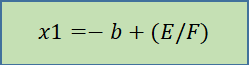 x1 =− b + (E/F)